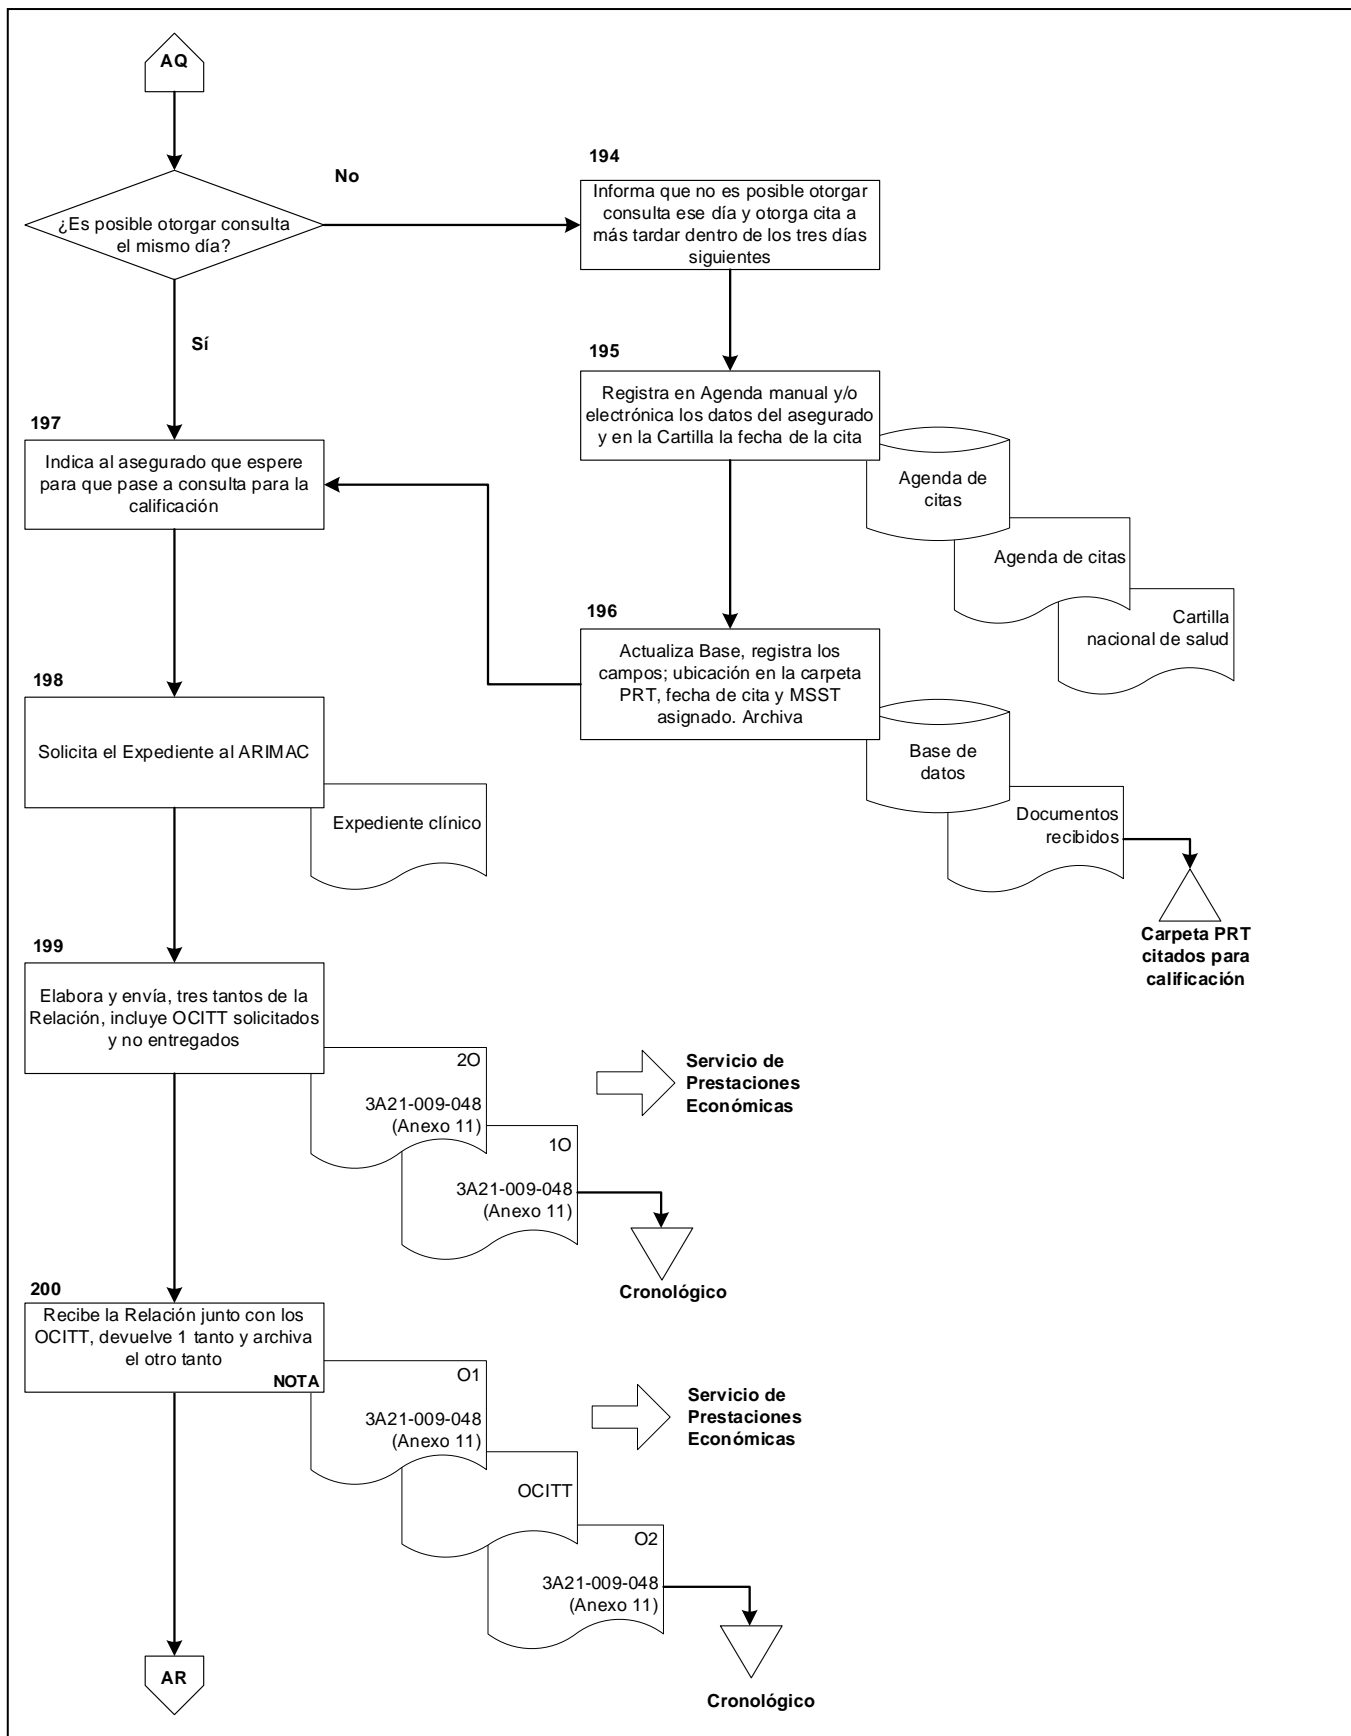 AQ
¿Es posible otorgar consulta
el mismo día?
No
Sí
194
Informa que no es posible otorgar
consulta ese día y otorga cita a
más tardar dentro de los tres días
siguientes
195
Registra en Agenda manual y/o
electrónica los datos del asegurado
y en la Cartilla la fecha de la cita
Agenda de
citas
Agenda de citas
Cartilla
nacional de salud
196
Actualiza Base, registra los
campos; ubicación en la carpeta
PRT, fecha de cita y MSST
asignado. Archiva
Base de
datos
Documentos
recibidos
Carpeta PRT
citados para
calificación
197
Indica al asegurado que espere
para que pase a consulta para la
calificación
198
Solicita el Expediente al ARIMAC
Expediente clínico
199
Elabora y envía, tres tantos de la
Relación, incluye OCITT solicitados
y no entregados
2O
3A21-009-048
(Anexo 11)
Servicio de
Prestaciones
Económicas
1O
3A21-009-048
(Anexo 11)
Cronológico
200
Recibe la Relación junto con los
OCITT, devuelve 1 tanto y archiva
el otro tanto
NOTA
O1
3A21-009-048
(Anexo 11)
Servicio de
Prestaciones
Económicas
OCITT
O2
3A21-009-048
(Anexo 11)
Cronológico
AR